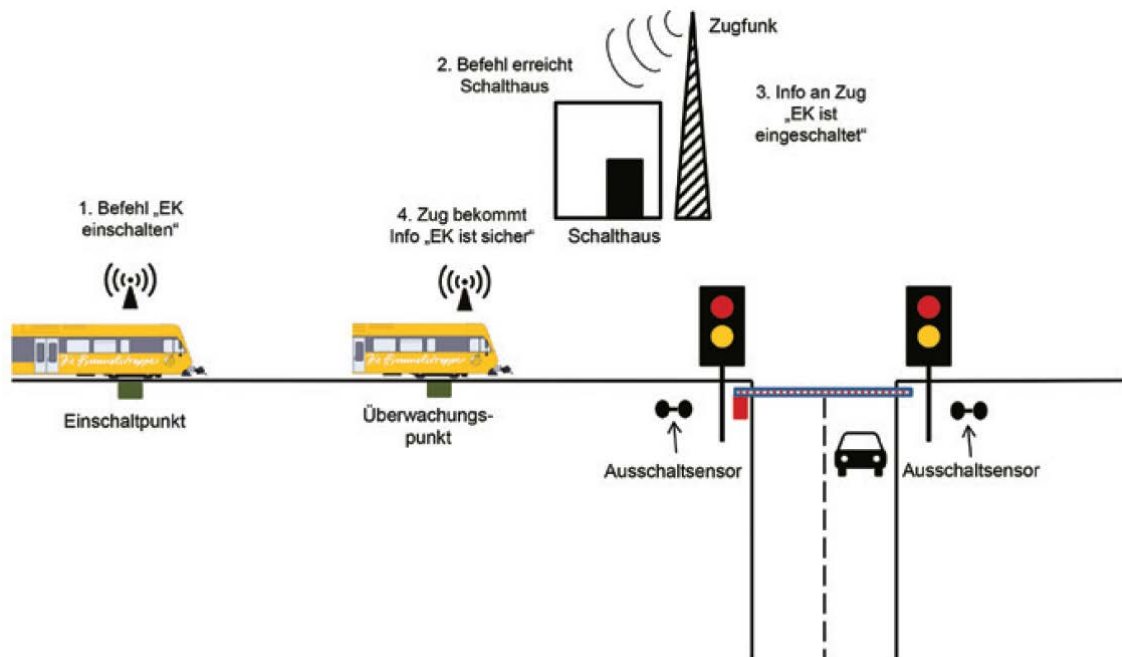 Zugfunk
2. Befehl erreicht
Schalthaus
3. Info an Zug
„EK ist
eingeschaltet“
1. Befehl „EK
einschalten“
4. Zug bekommt
Info „EK ist sicher“
Schalthaus
Einschaltpunkt
Überwachungs-
punkt
Ausschaltsensor
Ausschaltsensor